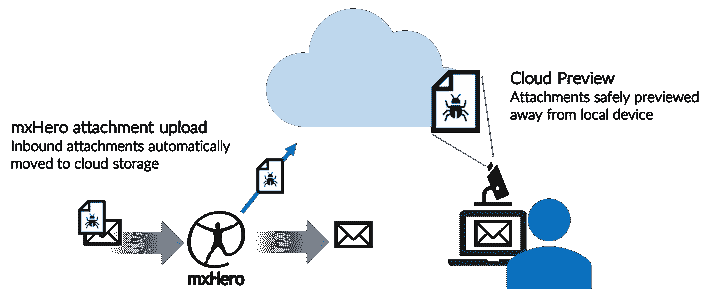 Cloud Preview
Attachments safely previewed
away from local device
mxHero attachment upload
Inbound attachments automatically
moved to cloud storage
mxHero